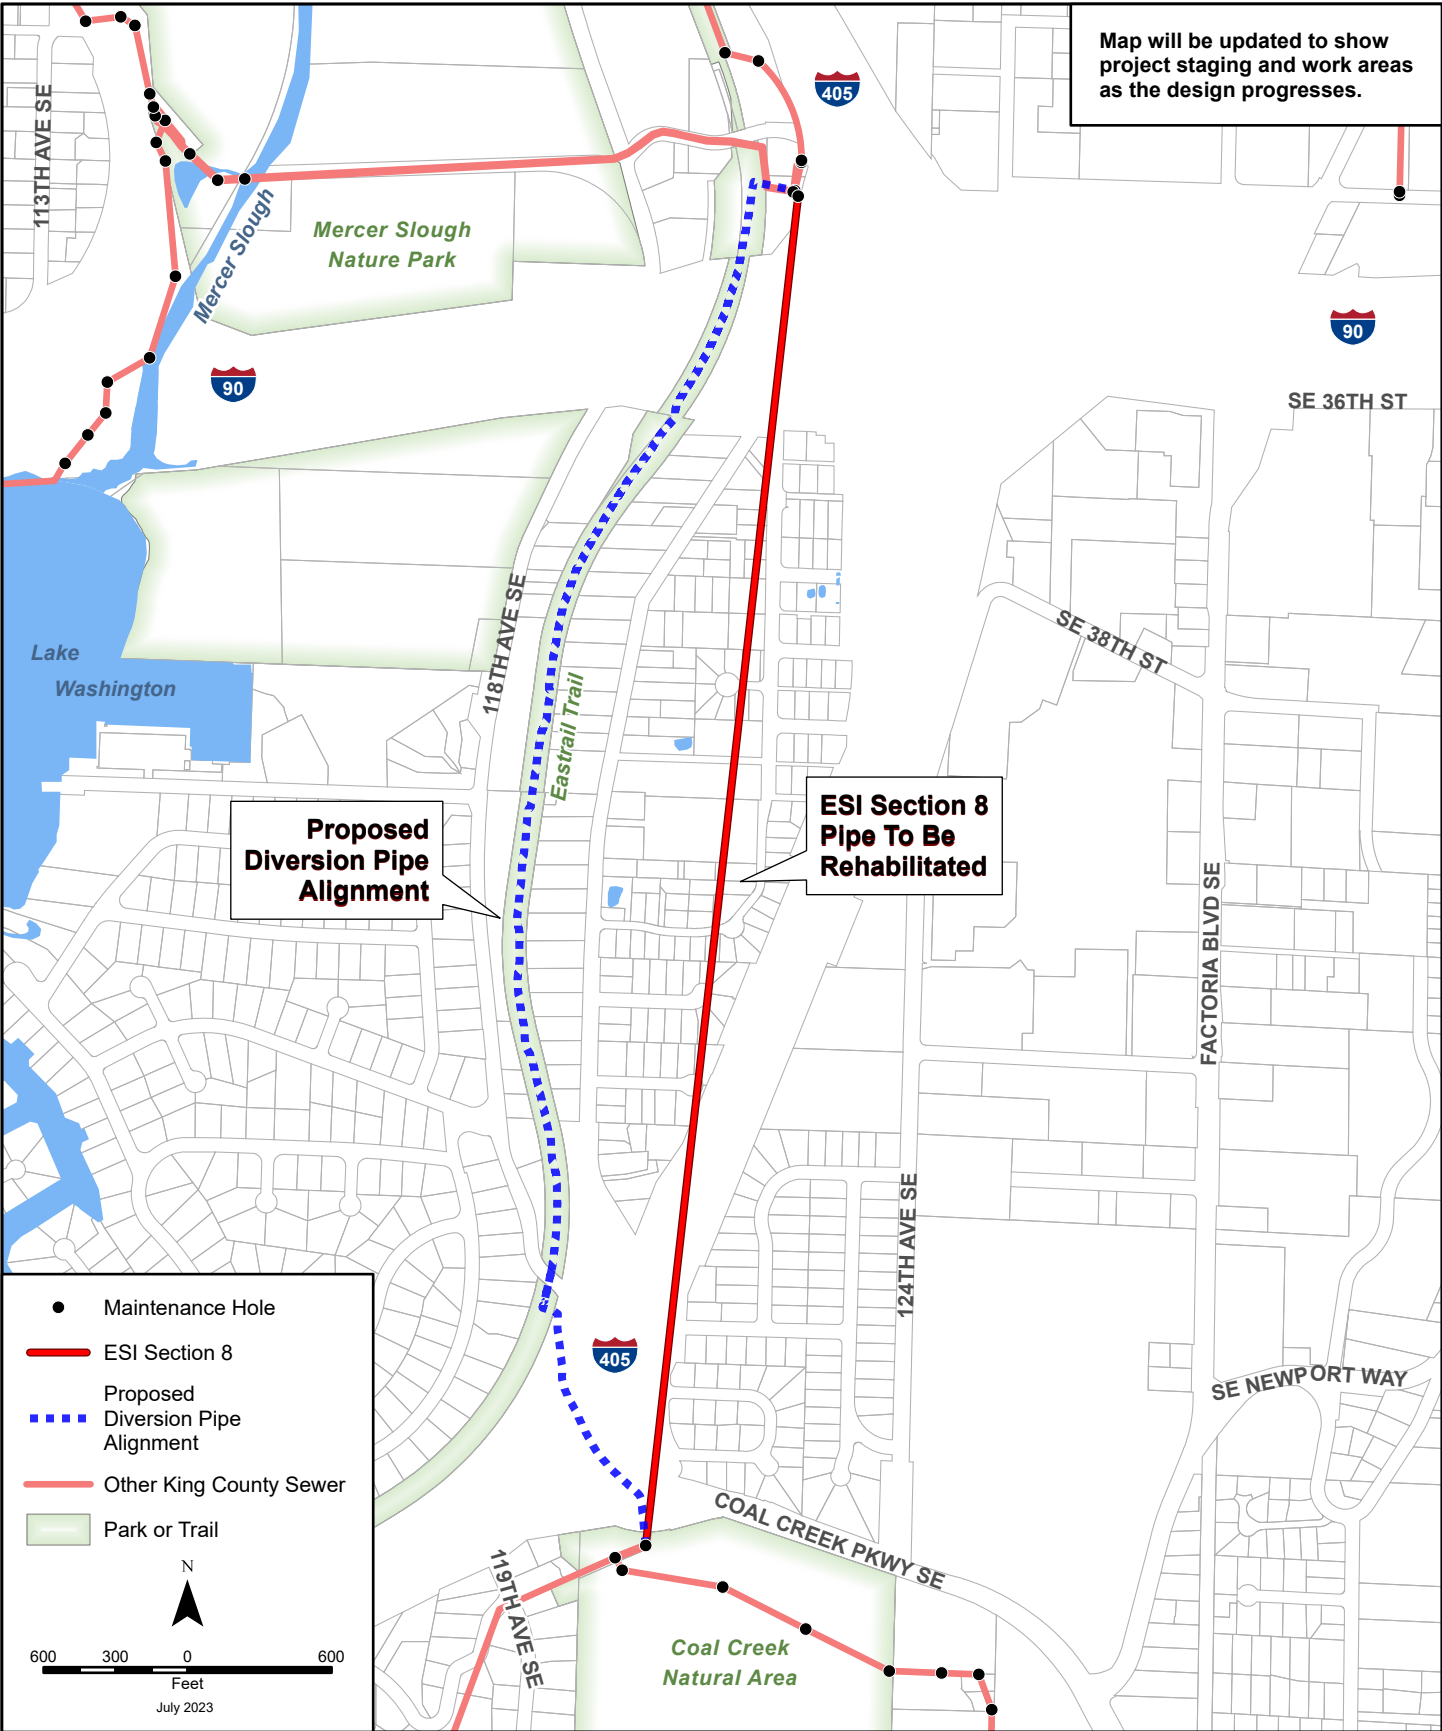 Map will be updated to show
project staging and work areas
as the design progresses.
405
113TH AVE SE
Mercer Slough
Mercer Slough
Nature Park
90
90
SE 36TH ST
118TH AVE SE
SE 38TH ST
Lake
Washington
Eastrail Trail
Proposed
Diversion Pipe
Alignment
ESI Section 8
Pipe To Be
Rehabilitated
FACTORIA BLVD SE
124TH AVE SE
405
SE NEWPORT WAY
COAL CREEK PKWY SE
119TH AVE SE
Coal Creek
Natural Area
Maintenance Hole
ESI Section 8
Proposed
Diversion Pipe
Alignment
Other King County Sewer
Park or Trail
N
600 300 0 600
Feet
July 2023